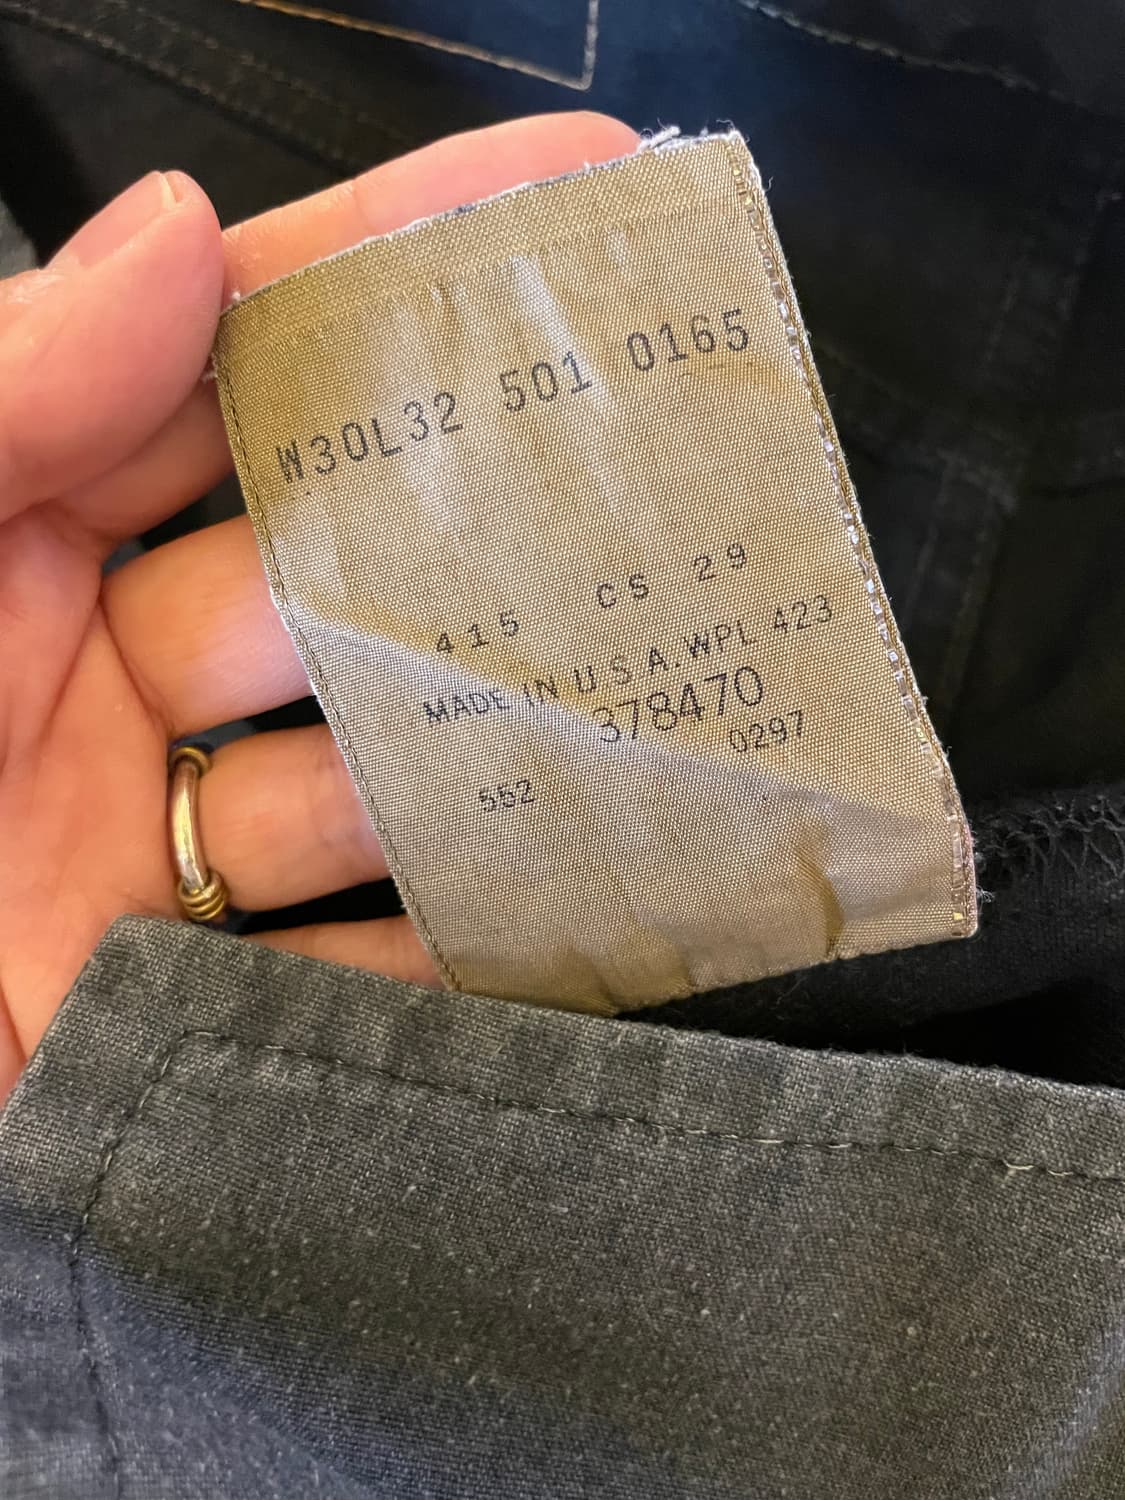 W30L32 501 0165
415 CS 29
MADE IN U.S.A. WPL 423
378470
0297
552